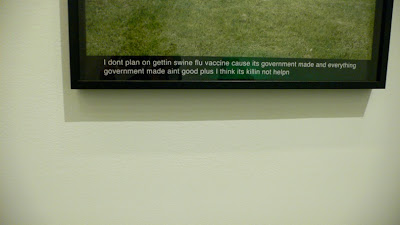 I dont plan on gettin swine flu vaccine cause its government made and everything
government made aint good plus I think its killin not helpn